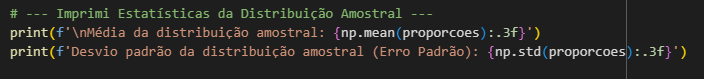 # --- Imprimi Estatísticas da Distribuição Amostral ---
print(f'\nMédia da distribuição amostral: {np.mean(proporcoes):.3f}')
print(f'Desvio padrão da distribuição amostral (Erro Padrão): {np.std(proporcoes):.3f}')